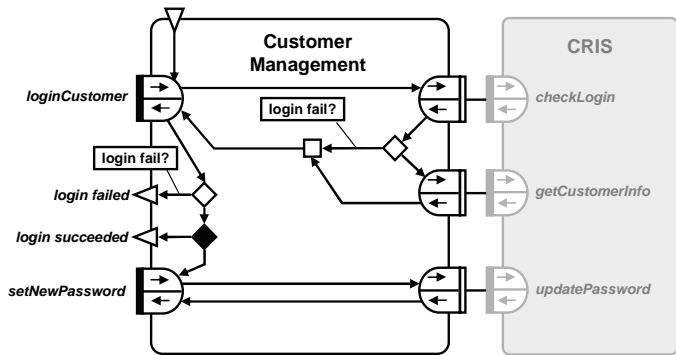 Customer
Management
CRIS
loginCustomer
checkLogin
login fail?
login fail?
login failed
getCustomerInfo
login succeeded
setNewPassword
updatePassword